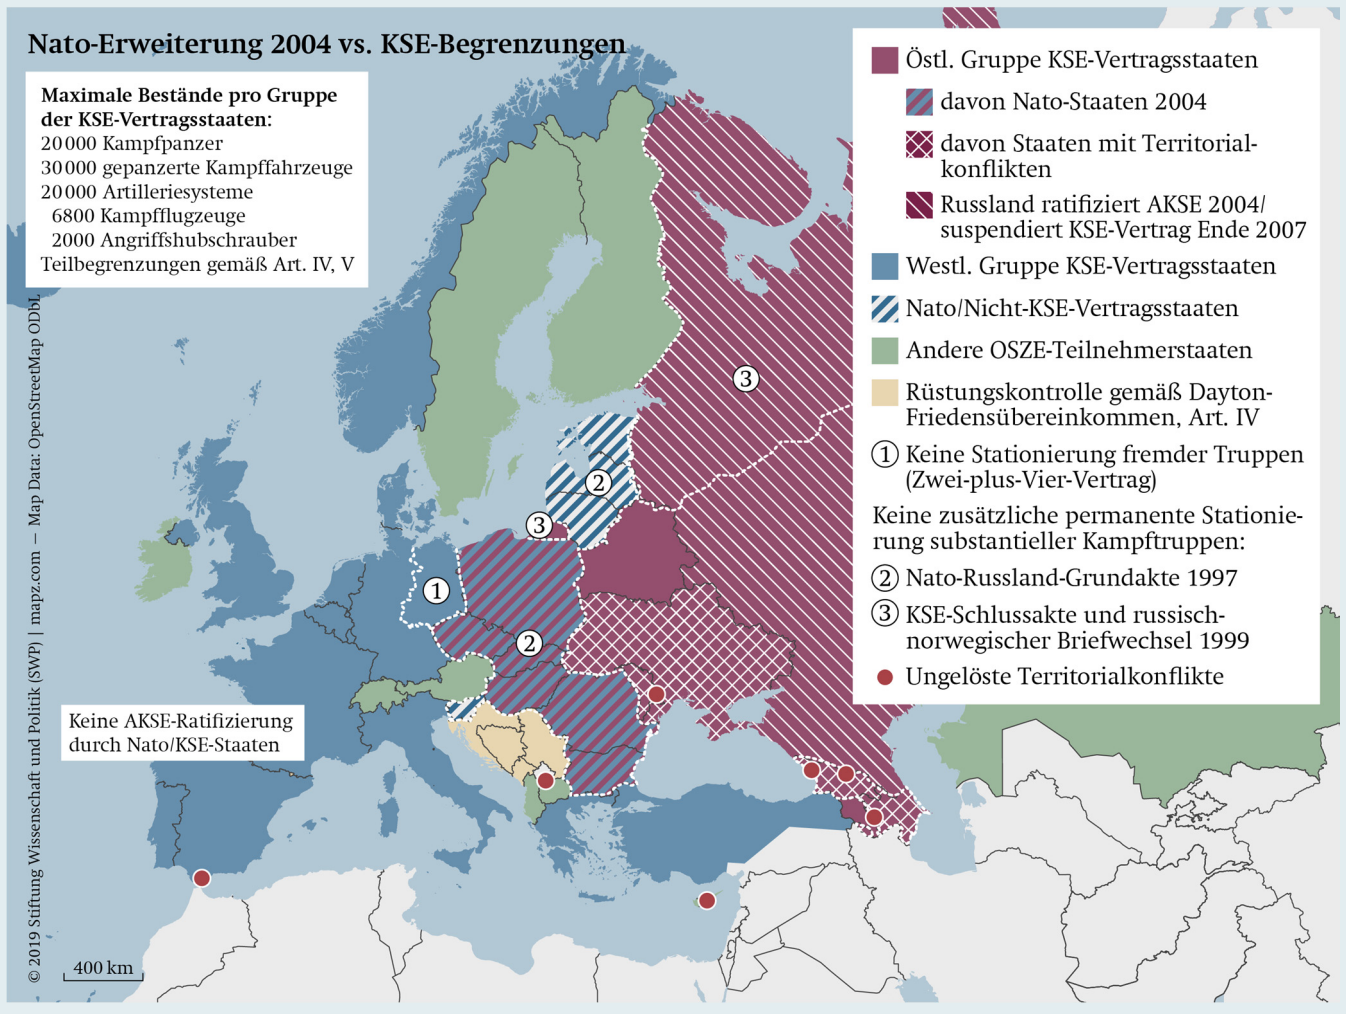 Nato-Erweiterung 2004 vs. KSE-Begrenzungen
Maximale Bestände pro Gruppe
der KSE-Vertragsstaaten:
20000 Kampfpanzer
30000 gepanzerte Kampffahrzeuge
20000 Artilleriesysteme
6800 Kampfflugzeuge
2000 Angriffshubschrauber
Teilbegrenzungen gemäß Art. IV, V
Östl. Gruppe KSE-Vertragsstaaten
davon Nato-Staaten 2004
davon Staaten mit Territorial-
konflikten
Russland ratifiziert AKSE 2004/
suspendiert KSE-Vertrag Ende 2007
Westl. Gruppe KSE-Vertragsstaaten
Nato/Nicht-KSE-Vertragsstaaten
Andere OSZE-Teilnehmerstaaten
Rüstungskontrolle gemäß Dayton-
Friedensübereinkommen, Art. IV
1 Keine Stationierung fremder Truppen
(Zwei-plus-Vier-Vertrag)
Keine zusätzliche permanente Stationie-
rung substantieller Kampftruppen:
2 Nato-Russland-Grundakte 1997
3 KSE-Schlussakte und russisch-
norwegischer Briefwechsel 1999
Ungelöste Territorialkonflikte
3
2
3
1
2
Keine AKSE-Ratifizierung
durch Nato/KSE-Staaten
400 km
© 2019 Stiftung Wissenschaft und Politik (SWP) | mapz.com – Map Data: OpenStreetMap ODbL